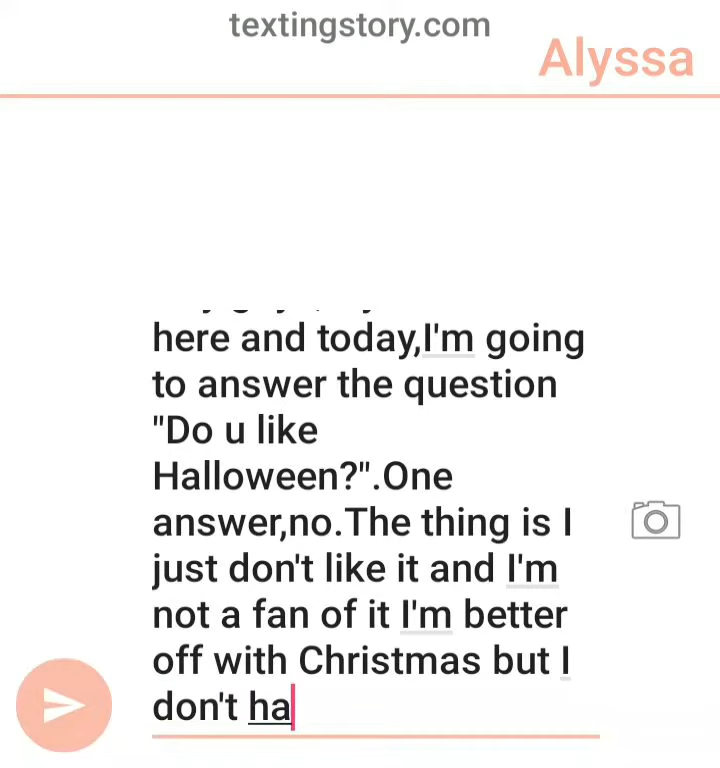 textingstory.com
Alyssa
here and today,I'm going
to answer the question
"Do u like
Halloween?".One
answer,no.The thing is I
just don't like it and I'm
not a fan of it I'm better
off with Christmas but I
don't ha